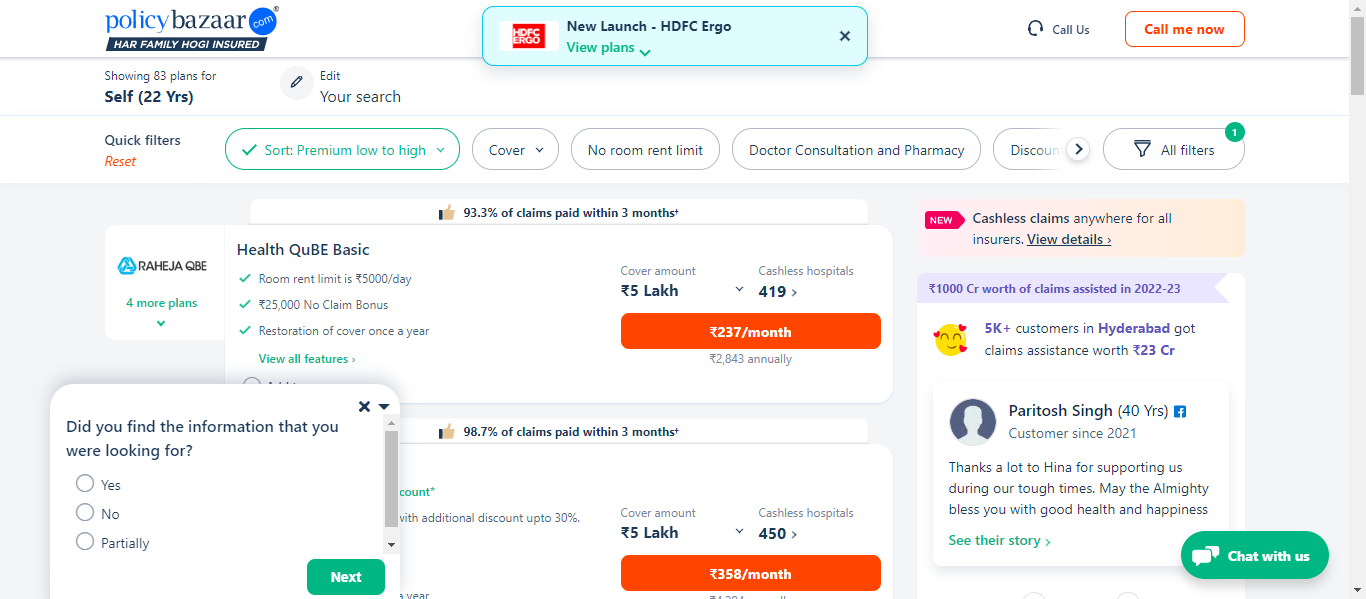 policybazaar.com
HAR FAMILY HOGI INSURED
HDFC ERGO
New Launch - HDFC Ergo
View plans
Call Us
Call me now
Showing 83 plans for
Self (22 Yrs)
Edit
Your search
Quick filters
Reset
Sort: Premium low to high
Cover
No room rent limit
Doctor Consultation and Pharmacy
Discoun
All filters
1
93.3% of claims paid within 3 months†
RAHEJA QBE
4 more plans
Health QuBE Basic
Room rent limit is ₹5000/day
₹25,000 No Claim Bonus
Restoration of cover once a year
View all features ›
Cover amount
₹5 Lakh
Cashless hospitals
419 ›
₹237/month
₹2,843 annually
98.7% of claims paid within 3 months†
count*
with additional discount upto 30%.
Cover amount
₹5 Lakh
Cashless hospitals
450 ›
₹358/month
a year
Did you find the information that you
were looking for?
Yes
No
Partially
Next
NEW
Cashless claims anywhere for all
insurers. View details ›
₹1000 Cr worth of claims assisted in 2022-23
5K+ customers in Hyderabad got
claims assistance worth ₹23 Cr
Paritosh Singh (40 Yrs)
Customer since 2021
Thanks a lot to Hina for supporting us
during our tough times. May the Almighty
bless you with good health and happiness
See their story ›
Chat with us